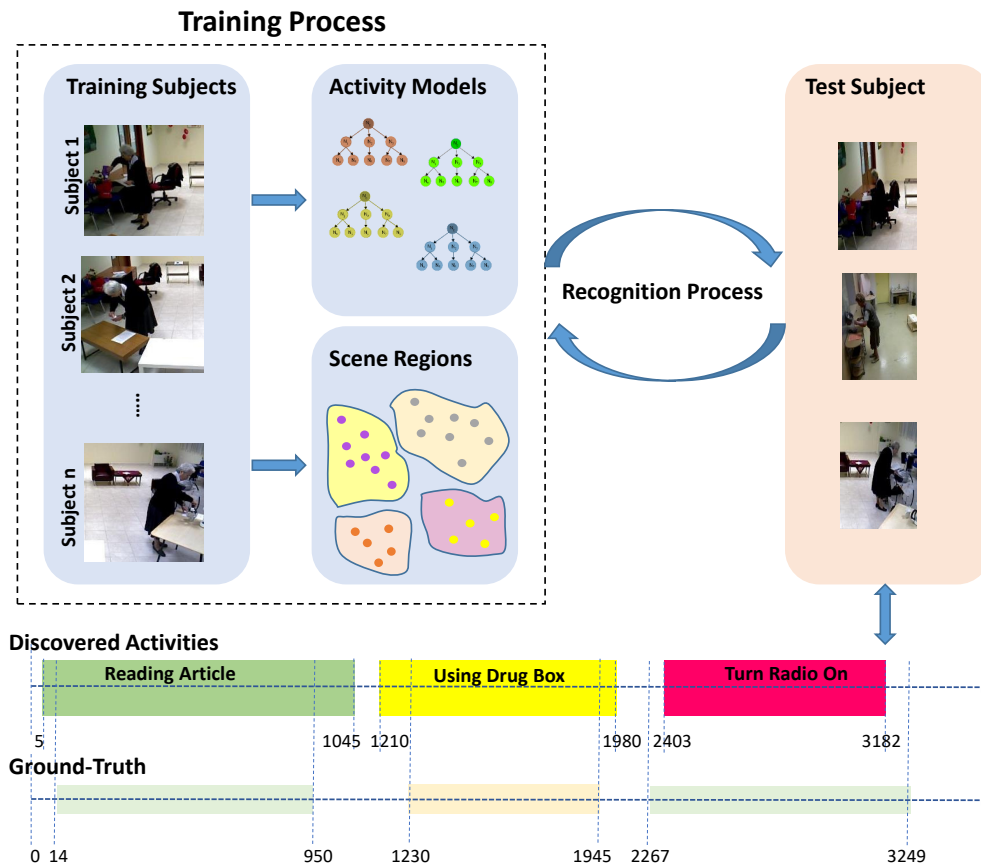 Training Process
Training Subjects
Activity Models
Test Subject
Subject 1
Subject 2
......
Subject n
Recognition Process
Scene Regions
Discovered Activities
Reading Article
Using Drug Box
Turn Radio On
5
1045
1210
1980
2403
3182
Ground-Truth
0
14
950
1230
1945
2267
3249